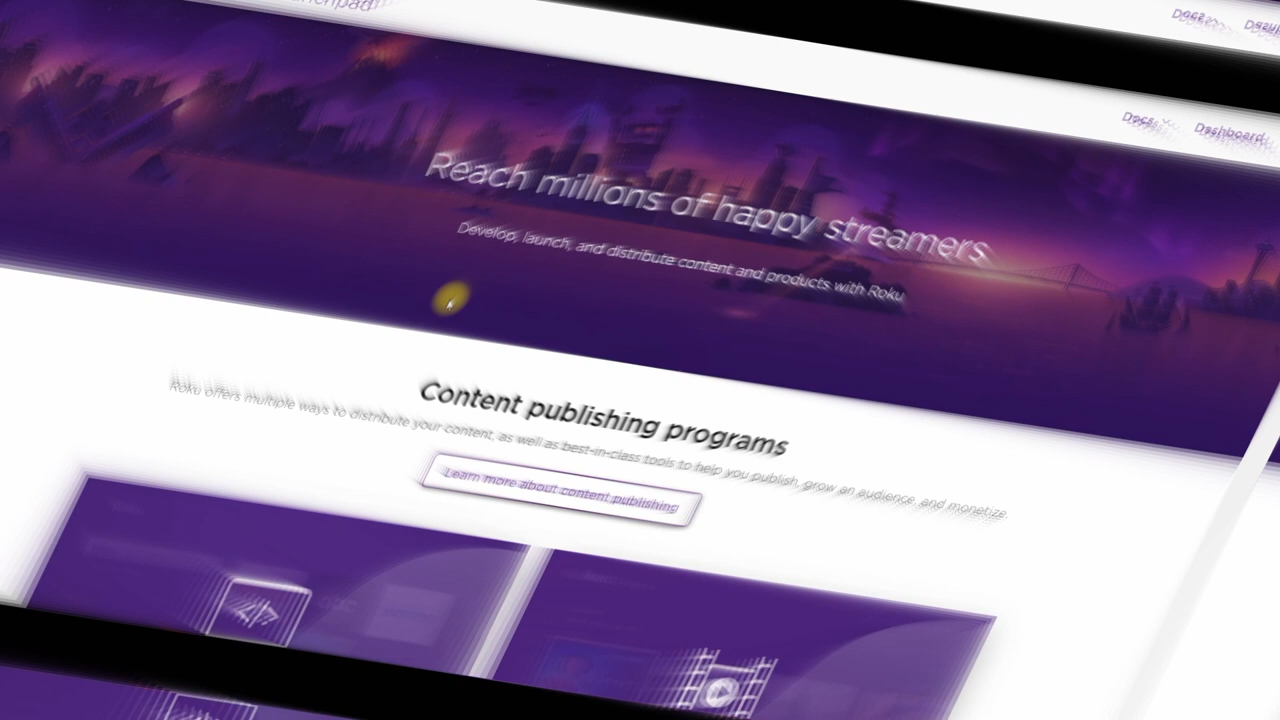 Docs
Docs Dashboard
Reach millions of happy streamers
Develop, launch, and distribute content and products with Roku
Content publishing programs
Roku offers multiple ways to distribute your content, as well as best-in-class tools to help you publish, grow an audience, and monetize.
Learn more about content publishing